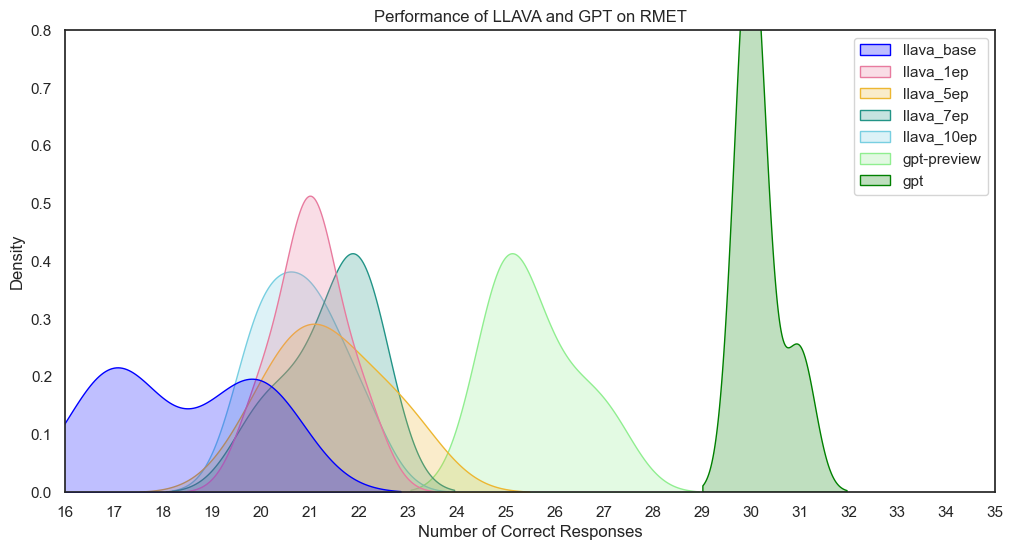 Performance of LLAVA and GPT on RMET
llava_base
llava_1ep
llava_5ep
llava_7ep
llava_10ep
gpt-preview
gpt
Density
0.8
0.7
0.6
0.5
0.4
0.3
0.2
0.1
0.0
16 17 18 19 20 21 22 23 24 25 26 27 28 29 30 31 32 33 34 35
Number of Correct Responses